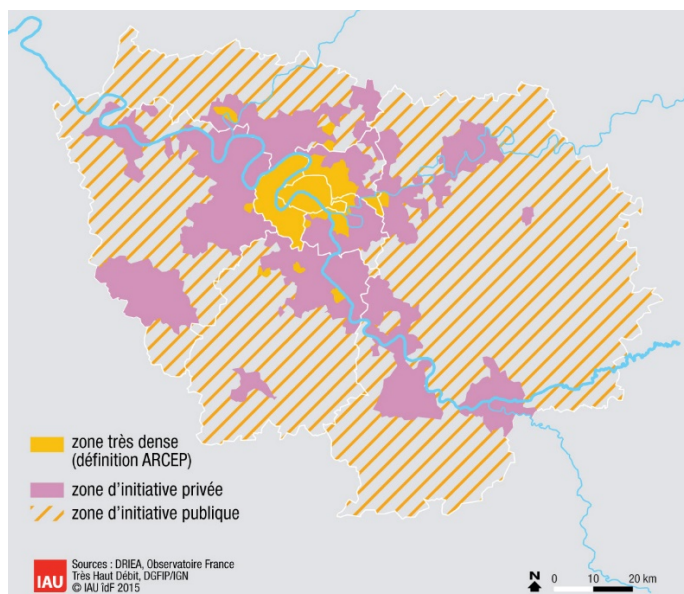 zone très dense
(définition ARCEP)
zone d'initiative privée
zone d'initiative publique
IAU
Sources : DRIEA, Observatoire France
Très Haut Débit, DGFIP/IGN
© IAU îdF 2015
N 0 10 20 km